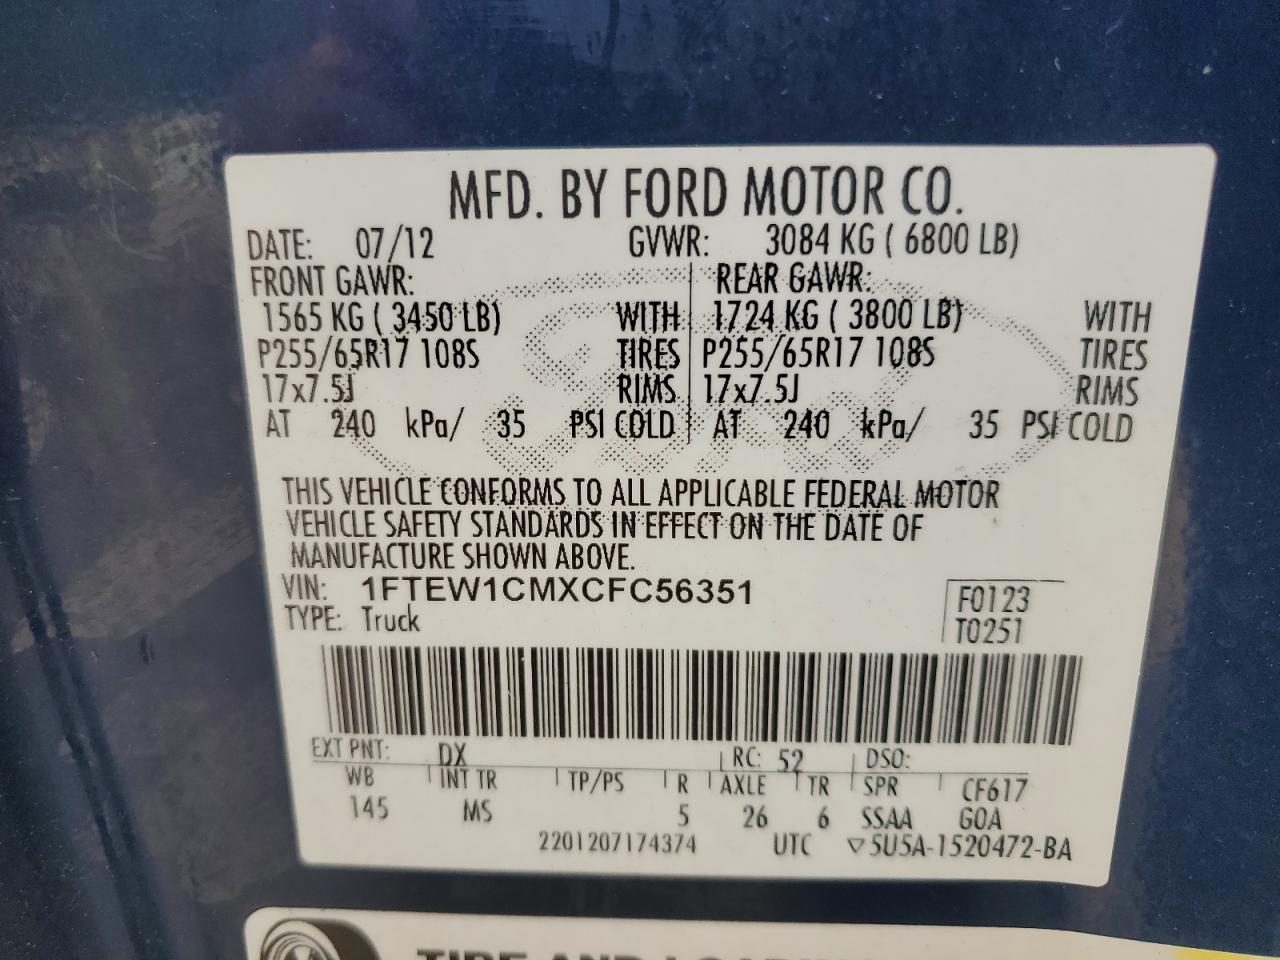 MFD. BY FORD MOTOR CO.
DATE: 07/12 GVWR: 3084 KG ( 6800 LB)
FRONT GAWR: REAR GAWR:
1565 KG ( 3450 LB) WITH 1724 KG ( 3800 LB) WITH
P255/65R17 108S TIRES P255/65R17 108S TIRES
17x7.5J RIMS 17x7.5J RIMS
AT 240 kPa/ 35 PSI COLD AT 240 kPa/ 35 PSI COLD
THIS VEHICLE CONFORMS TO ALL APPLICABLE FEDERAL MOTOR
VEHICLE SAFETY STANDARDS IN EFFECT ON THE DATE OF
MANUFACTURE SHOWN ABOVE.
VIN: 1FTEW1CMXCFC56351
TYPE: Truck
F0123
T0251
EXT PNT: DX RC: 52 DSO:
WB INT TR TP/PS R AXLE TR SPR CF617
145 MS 5 26 6 SSAA GOA
2201207174374 UTC ▽5U5A-1520472-BA
TIRE AND LOADING